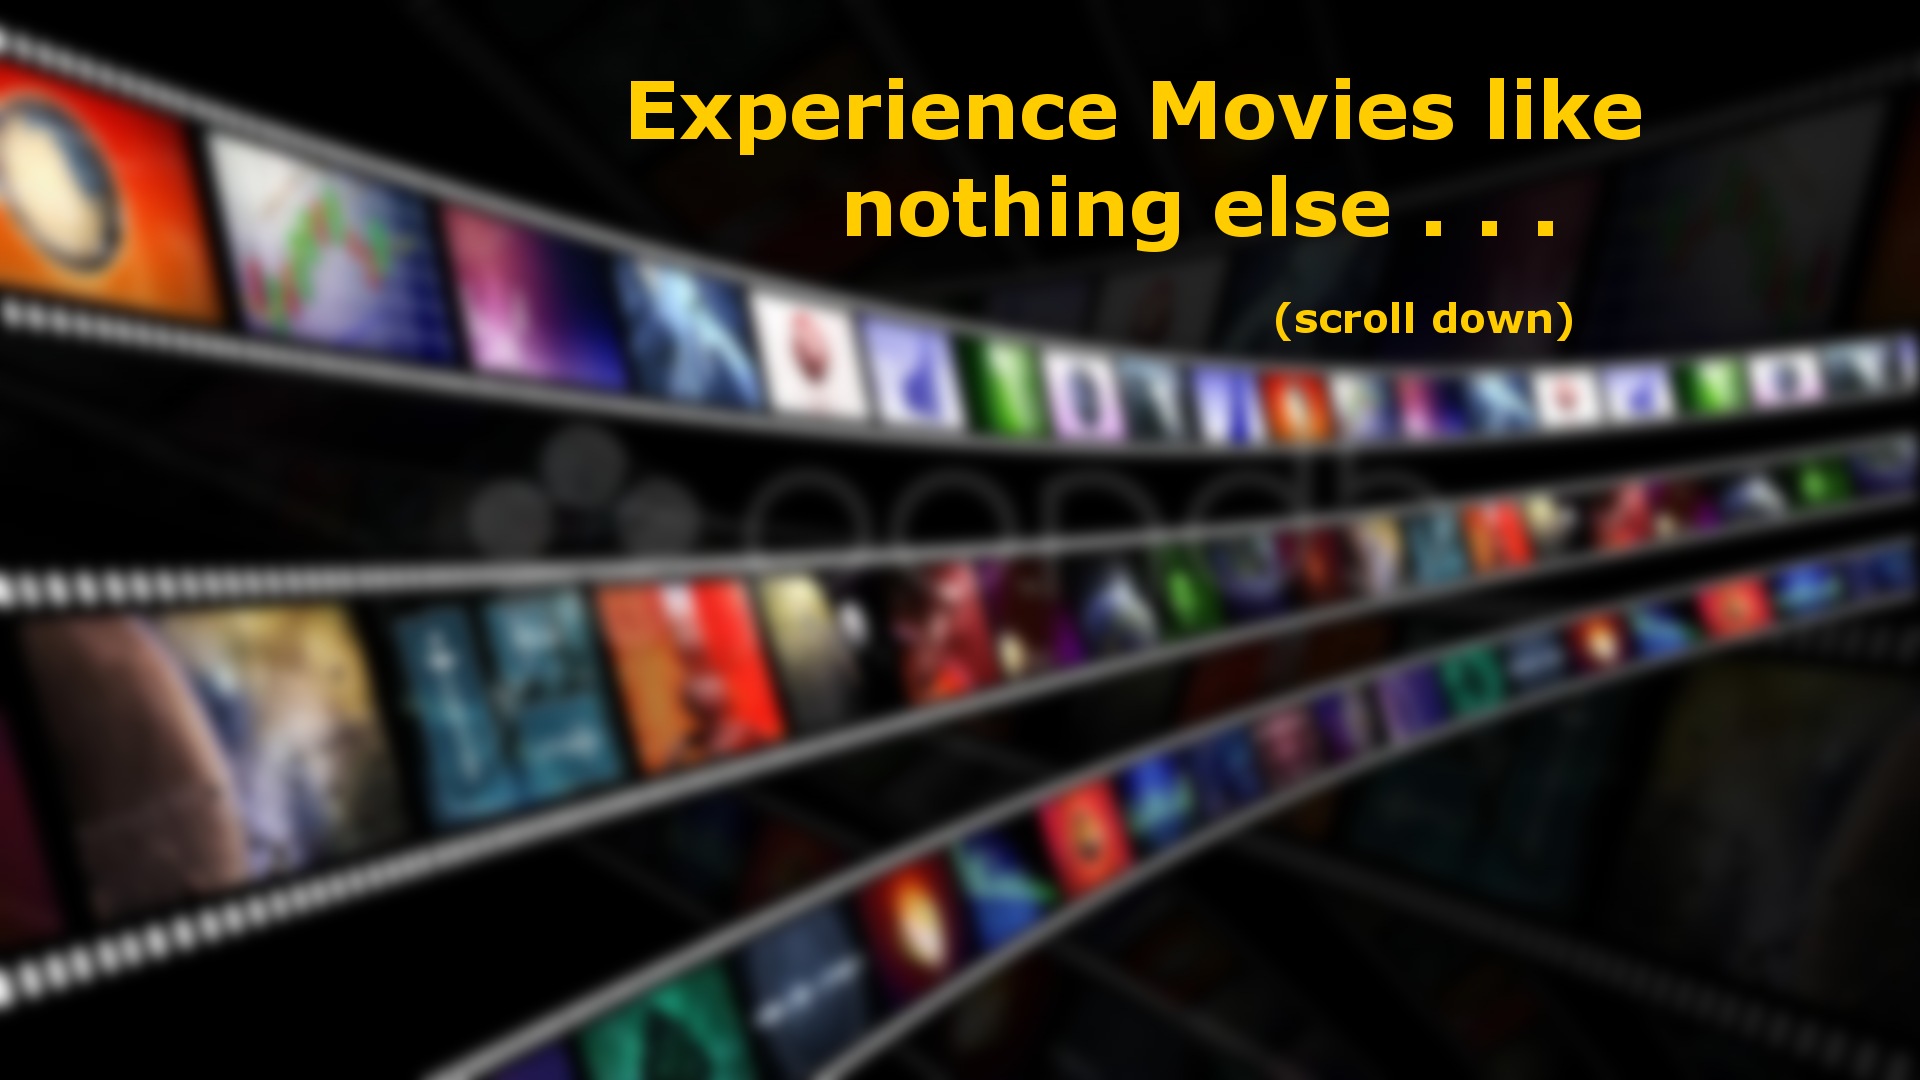 Experience Movies like
nothing else . . .
(scroll down)